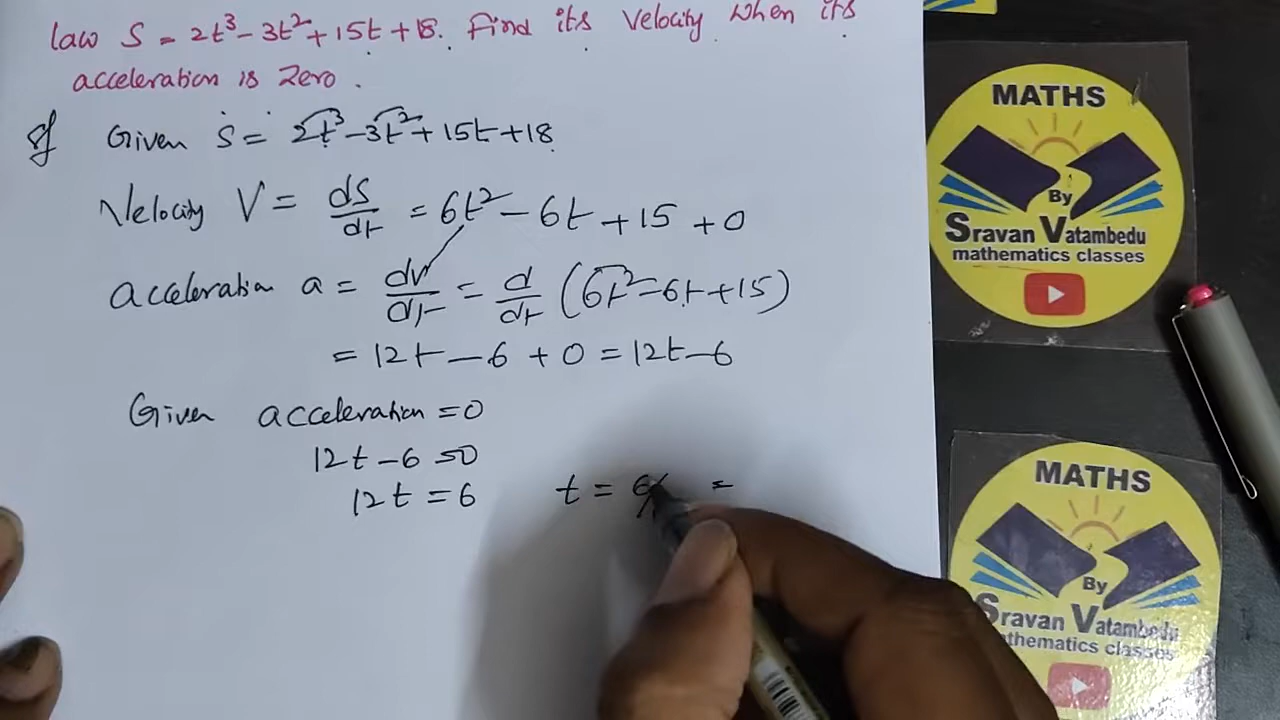 law S = 2t³ - 3t² + 15t + 18. Find its Velocity when its
acceleration is Zero.
Given S = 2t³ - 3t² + 15t + 18
Velocity V = ds/dt = 6t² - 6t + 15 + 0
acceleration a = dv/dt = d/dt (6t² - 6t + 15)
= 12t - 6 + 0 = 12t - 6
Given acceleration = 0
12t - 6 = 0
12t = 6 t = 6/ =
MATHS
By
Sravan Vatambedu
mathematics classes
MATHS
By
Sravan Vatambedu
mathematics classes